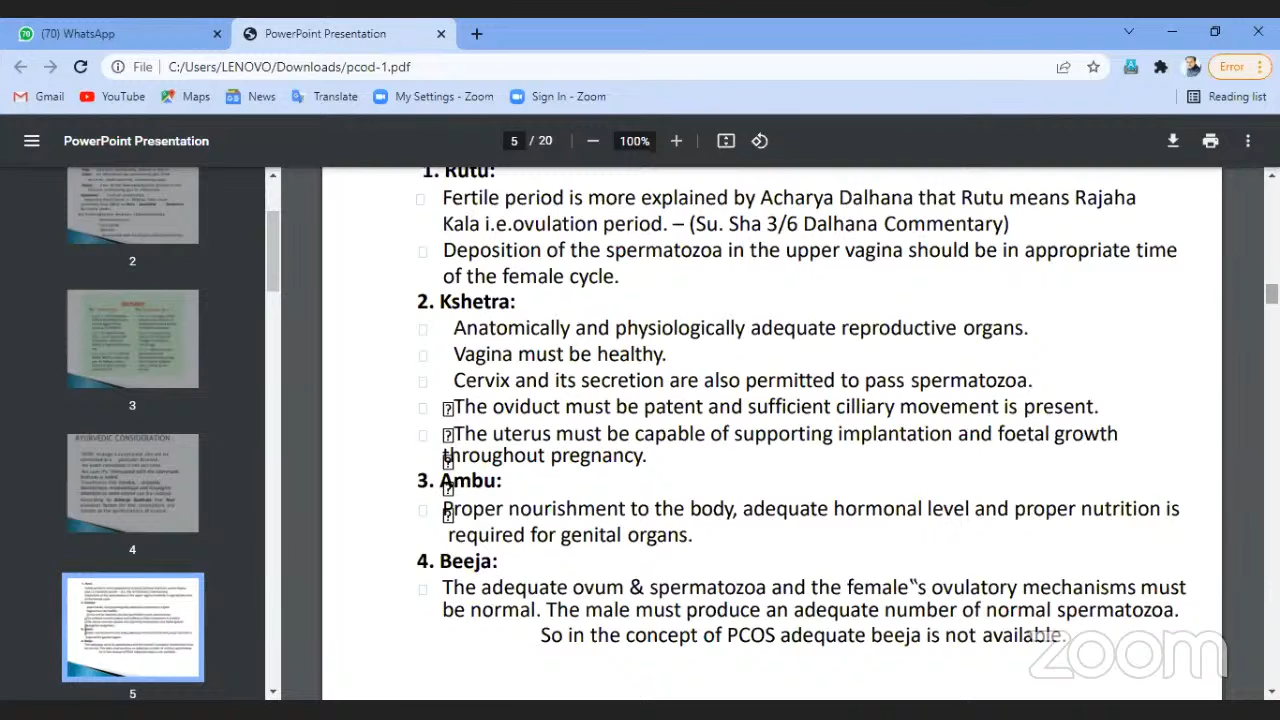 (70) WhatsApp
PowerPoint Presentation
File C:/Users/LENOVO/Downloads/pcod-1.pdf
Error
Gmail YouTube Maps News Translate My Settings - Zoom Sign In - Zoom Reading list
PowerPoint Presentation 5 / 20 100%
2
3
AYURVEDIC CONSIDERATION :
4
5
1. Rutu:
Fertile period is more explained by Acarya Dalhana that Rutu means Rajaha
Kala i.e.ovulation period. – (Su. Sha 3/6 Dalhana Commentary)
Deposition of the spermatozoa in the upper vagina should be in appropriate time
of the female cycle.
2. Kshetra:
Anatomically and physiologically adequate reproductive organs.
Vagina must be healthy.
Cervix and its secretion are also permitted to pass spermatozoa.
The oviduct must be patent and sufficient cilliary movement is present.
The uterus must be capable of supporting implantation and foetal growth
throughout pregnancy.
3. Ambu:
Proper nourishment to the body, adequate hormonal level and proper nutrition is
required for genital organs.
4. Beeja:
The adequate ovum & spermatozoa and the female‟s ovulatory mechanisms must
be normal. The male must produce an adequate number of normal spermatozoa.
So in the concept of PCOS adequate beeja is not available.
zoom